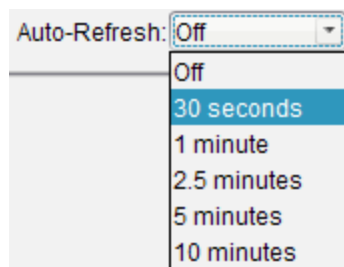 Auto-Refresh: Off
Off
30 seconds
1 minute
2.5 minutes
5 minutes
10 minutes